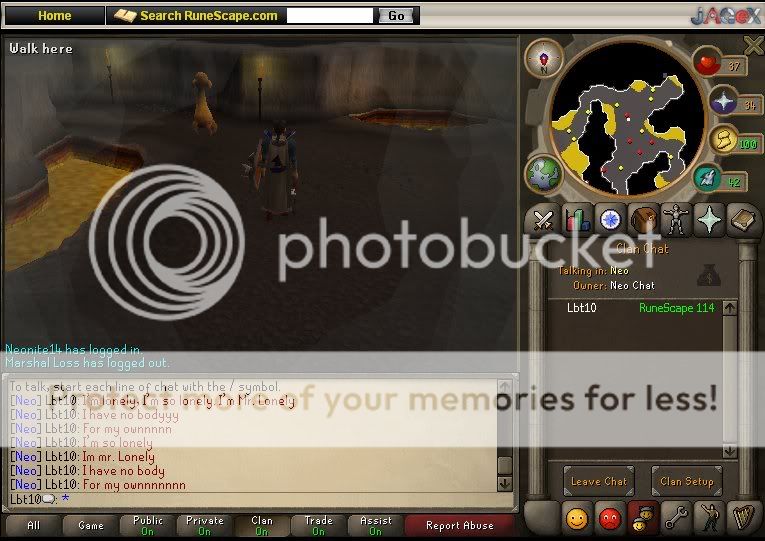 Home
Search RuneScape.com
Go
JAGeX
Walk here
N
37
34
100
42
photobucket
Clan Chat
Talking in: Neo
Owner: Neo Chat
Lbt10 RuneScape 114
Neonite14 has logged in.
Marshal Loss has logged out.
To talk, start each line of chat with the / symbol.
Protect more of your memories for less!
[Neo] Lbt10: I'm lonely. I'm so lonely. I'm Mr. Lonely
[Neo] Lbt10: I have no bodyyy
[Neo] Lbt10: For my ownnnnn
[Neo] Lbt10: I'm so lonely
[Neo] Lbt10: Im mr. Lonely
[Neo] Lbt10: I have no body
[Neo] Lbt10: For my ownnnnnnn
Lbt10: *
Leave Chat
Clan Setup
All
Game
Public
On
Private
On
Clan
On
Trade
On
Assist
On
Report Abuse